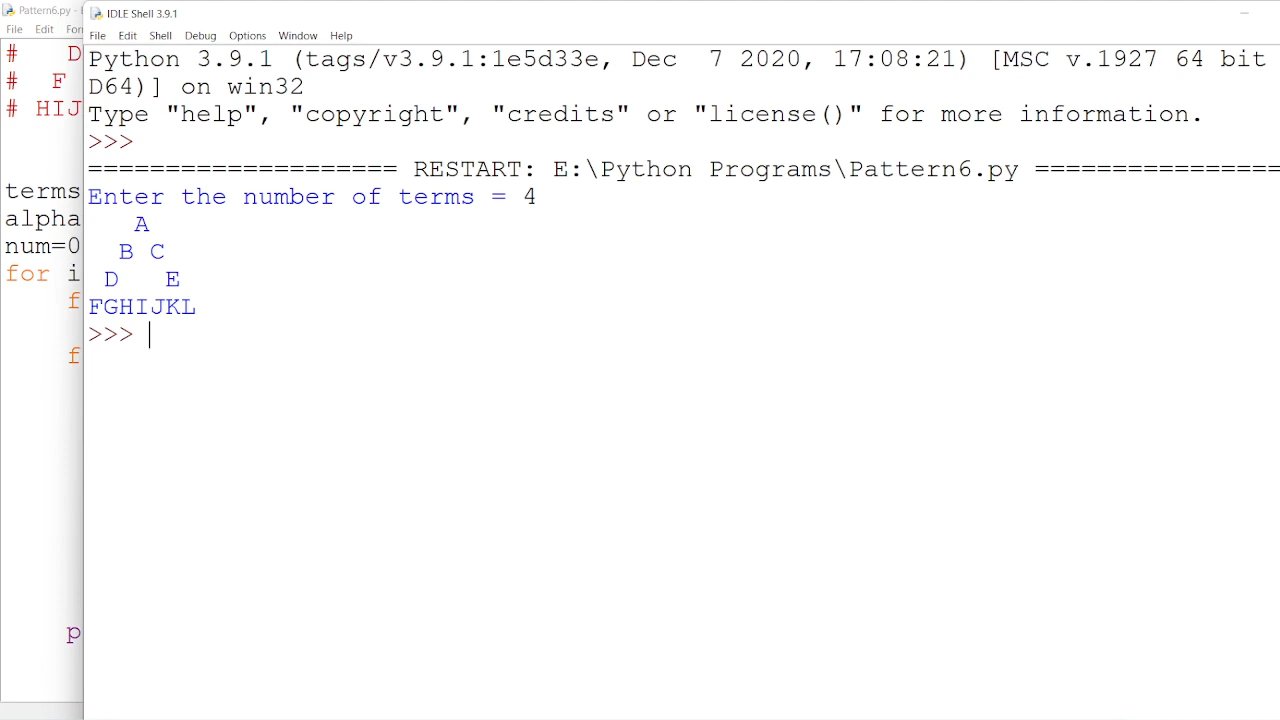 Pattern6.py - E
IDLE Shell 3.9.1
File Edit For
File Edit Shell Debug Options Window Help
#    D
#   F
# HIJ
terms
alpha
num=0
for i
f
f
p
Python 3.9.1 (tags/v3.9.1:1e5d33e, Dec  7 2020, 17:08:21) [MSC v.1927 64 bit
D64)] on win32
Type "help", "copyright", "credits" or "license()" for more information.
>>>
==================== RESTART: E:\Python Programs\Pattern6.py ================
Enter the number of terms = 4
   A
  B C
 D   E
FGHIJKL
>>>